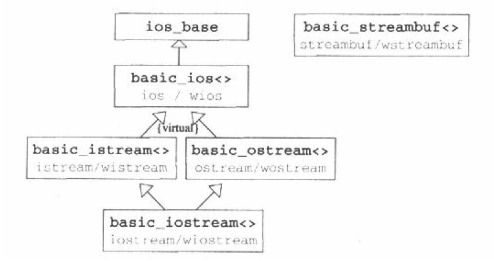 ios_base
basic_streambuf<>
streambuf/wstreambuf
basic_ios<>
ios / wios
{virtual}
basic_istream<>
basic_ostream<>
istream/wistream
ostream/wostream
basic_iostream<>
iostream/wiostream